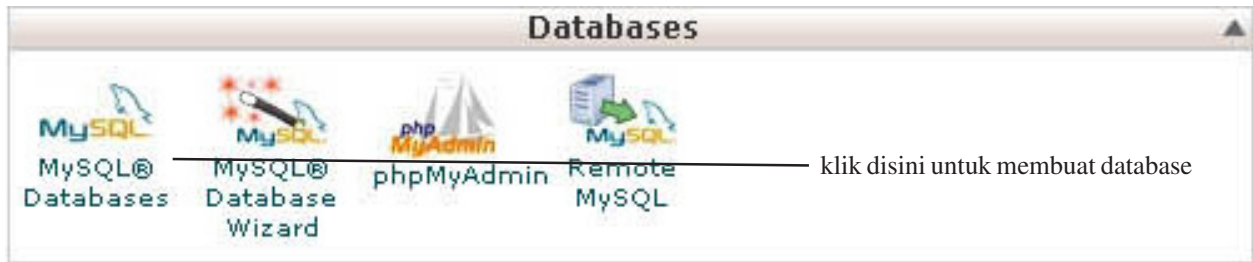 Databases
MySQL
MySQL® Databases
MySQL
MySQL® Database Wizard
php MyAdmin
phpMyAdmin
MySQL
Remote MySQL
klik disini untuk membuat database